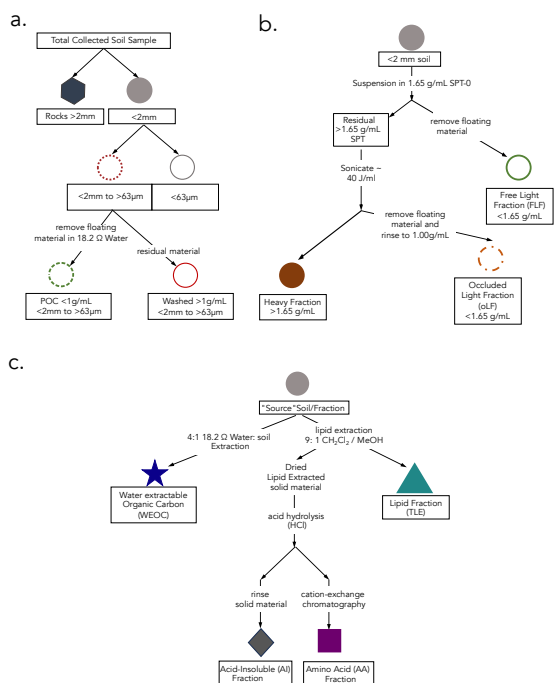 a.
Total Collected Soil Sample
Rocks >2mm
<2mm
<2mm to >63μm
<63μm
remove floating
material in 18.2 Ω Water
residual material
POC <1g/mL
<2mm to >63μm
Washed >1g/mL
<2mm to >63μm
b.
<2 mm soil
Suspension in 1.65 g/mL SPT-0
Residual
>1.65 g/mL
SPT
remove floating
material
Sonicate ~
40 J/ml
Free Light
Fraction (FLF)
<1.65 g/mL
remove floating
material and
rinse to 1.00g/mL
Heavy Fraction
>1.65 g/mL
Occluded
Light Fraction
(oLF)
<1.65 g/mL
c.
"Source"Soil/Fraction
4:1 18.2 Ω Water: soil
Extraction
lipid extraction
9: 1 CH₂Cl₂ / MeOH
Dried
Lipid Extracted
solid material
Water extractable
Organic Carbon
(WEOC)
Lipid Fraction
(TLE)
acid hydrolysis
(HCl)
rinse
solid material
cation-exchange
chromatography
Acid-Insoluble (AI)
Fraction
Amino Acid (AA)
Fraction